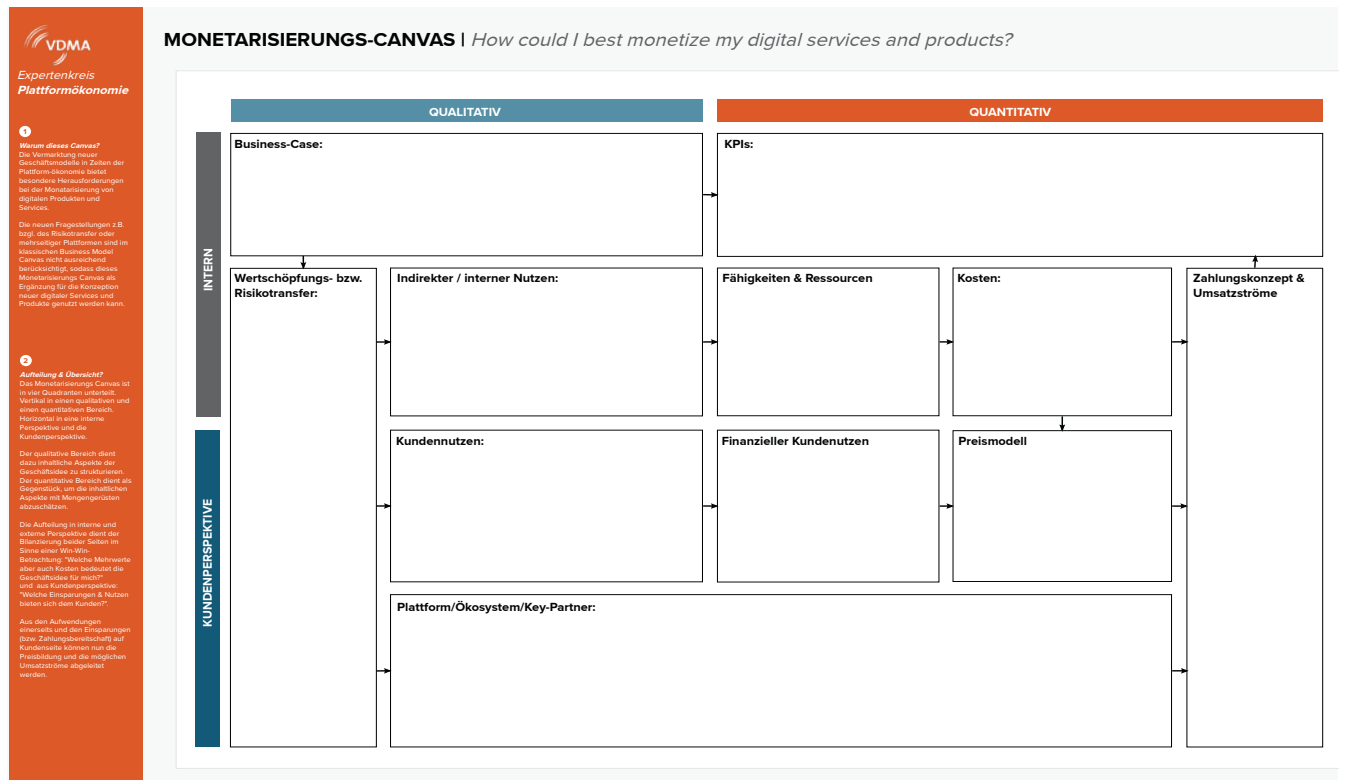 VDMA
Expertenkreis
Plattformökonomie
1
Warum dieses Canvas?
Die Vermarktung neuer
Geschäftsmodelle in Zeiten der
Plattform-ökonomie bietet
besondere Herausforderungen
bei der Monatarisierung von
digitalen Produkten und
Services.
Die neuen Fragestellungen z.B.
bzgl. des Risikotransfer oder
mehrseitiger Plattformen sind im
klassischen Business Model
Canvas nicht ausreichend
berücksichtigt, sodass dieses
Monetarisierungs Canvas als
Ergänzung für die Konzeption
neuer digitaler Services und
Produkte genutzt werden kann.
2
Aufteilung & Übersicht?
Das Monetarisierungs Canvas ist
in vier Quadranten unterteilt.
Vertikal in einen qualitativen und
einen quantitativen Bereich.
Horizontal in eine interne
Perspektive und die
Kundenperspektive.
Der qualitative Bereich dient
dazu inhaltliche Aspekte der
Geschäftsidee zu strukturieren.
Der quantitative Bereich dient als
Gegenstück, um die inhaltlichen
Aspekte mit Mengengerüsten
abzuschätzen.
Die Aufteilung in interne und
externe Perspektive dient der
Bilanzierung beider Seiten im
Sinne einer Win-Win-
Betrachtung: "Welche Mehrwerte
aber auch Kosten bedeutet die
Geschäftsidee für mich?"
und aus Kundenperspektive:
"Welche Einsparungen & Nutzen
bieten sich dem Kunden?".
Aus den Aufwendungen
einerseits und den Einsparungen
(bzw. Zahlungsbereitschaft) auf
Kundenseite können nun die
Preisbildung und die möglichen
Umsatzströme abgeleitet
werden.
MONETARISIERUNGS-CANVAS | How could I best monetize my digital services and products?
QUALITATIV
QUANTITATIV
INTERN
Business-Case:
KPIs:
Wertschöpfungs- bzw.
Risikotransfer:
Indirekter / interner Nutzen:
Fähigkeiten & Ressourcen
Kosten:
Zahlungskonzept &
Umsatzströme
KUNDENPERSPEKTIVE
Kundennutzen:
Finanzieller Kundenutzen
Preismodell
Plattform/Ökosystem/Key-Partner: